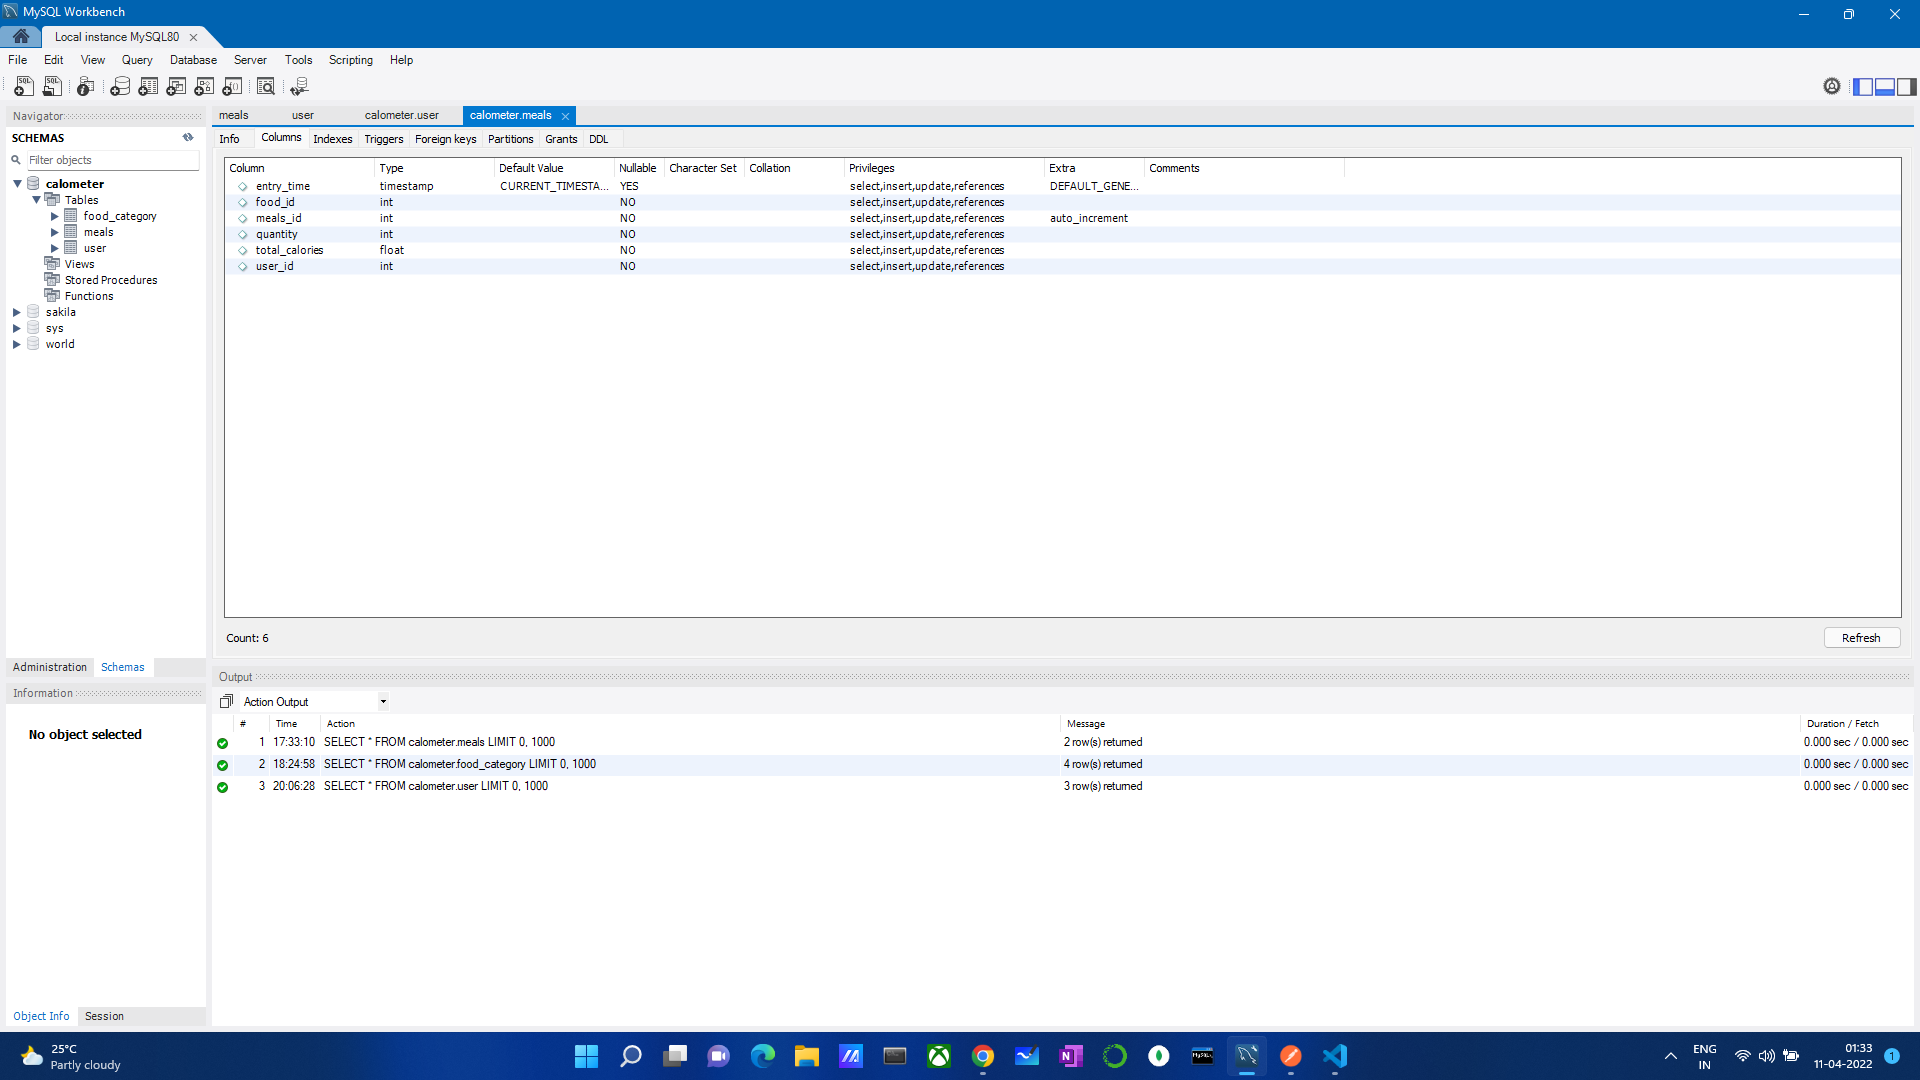 MySQL Workbench
Local instance MySQL80
File Edit View Query Database Server Tools Scripting Help
Navigator
SCHEMAS
Filter objects
calometer
Tables
food_category
meals
user
Views
Stored Procedures
Functions
sakila
sys
world
Administration Schemas
Information
No object selected
Object Info Session
meals user calometer.user calometer.meals
Info Columns Indexes Triggers Foreign keys Partitions Grants DDL
Column Type Default Value Nullable Character Set Collation Privileges Extra Comments
entry_time timestamp CURRENT_TIMESTA... YES select,insert,update,references DEFAULT_GENE...
food_id int NO select,insert,update,references
meals_id int NO select,insert,update,references auto_increment
quantity int NO select,insert,update,references
total_calories float NO select,insert,update,references
user_id int NO select,insert,update,references
Count: 6 Refresh
Output
Action Output
# Time Action Message Duration / Fetch
1 17:33:10 SELECT * FROM calometer.meals LIMIT 0, 1000 2 row(s) returned 0.000 sec / 0.000 sec
2 18:24:58 SELECT * FROM calometer.food_category LIMIT 0, 1000 4 row(s) returned 0.000 sec / 0.000 sec
3 20:06:28 SELECT * FROM calometer.user LIMIT 0, 1000 3 row(s) returned 0.000 sec / 0.000 sec
25°C
Partly cloudy
ENG
IN
01:33
11-04-2022
1